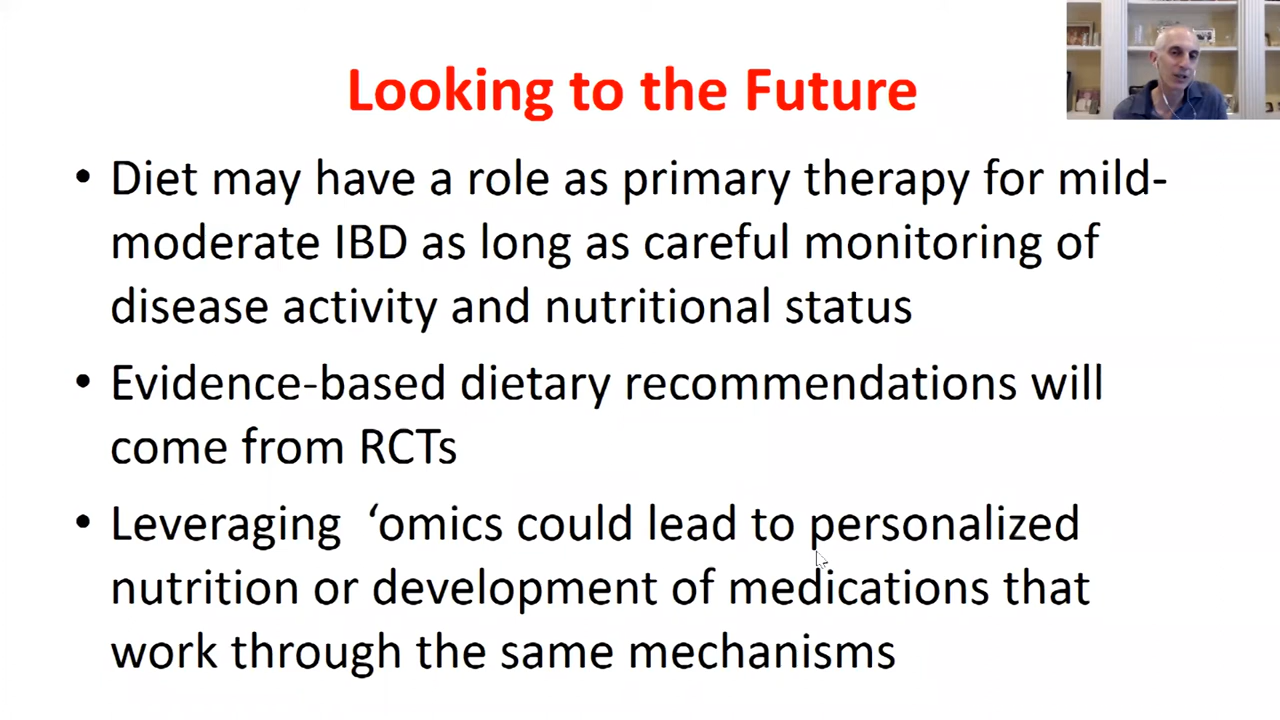 Looking to the Future
• Diet may have a role as primary therapy for mild-
moderate IBD as long as careful monitoring of
disease activity and nutritional status
• Evidence-based dietary recommendations will
come from RCTs
• Leveraging ‘omics could lead to personalized
nutrition or development of medications that
work through the same mechanisms